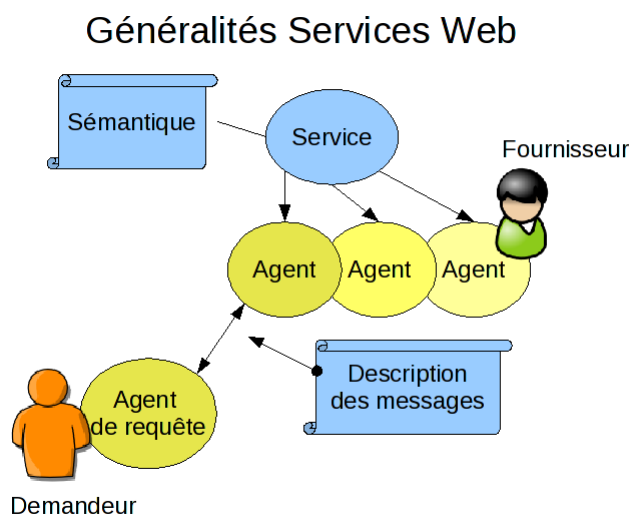 Généralités Services Web
Sémantique
Service
Fournisseur
Agent
Agent
Agent
Description
des messages
Agent
de requête
Demandeur